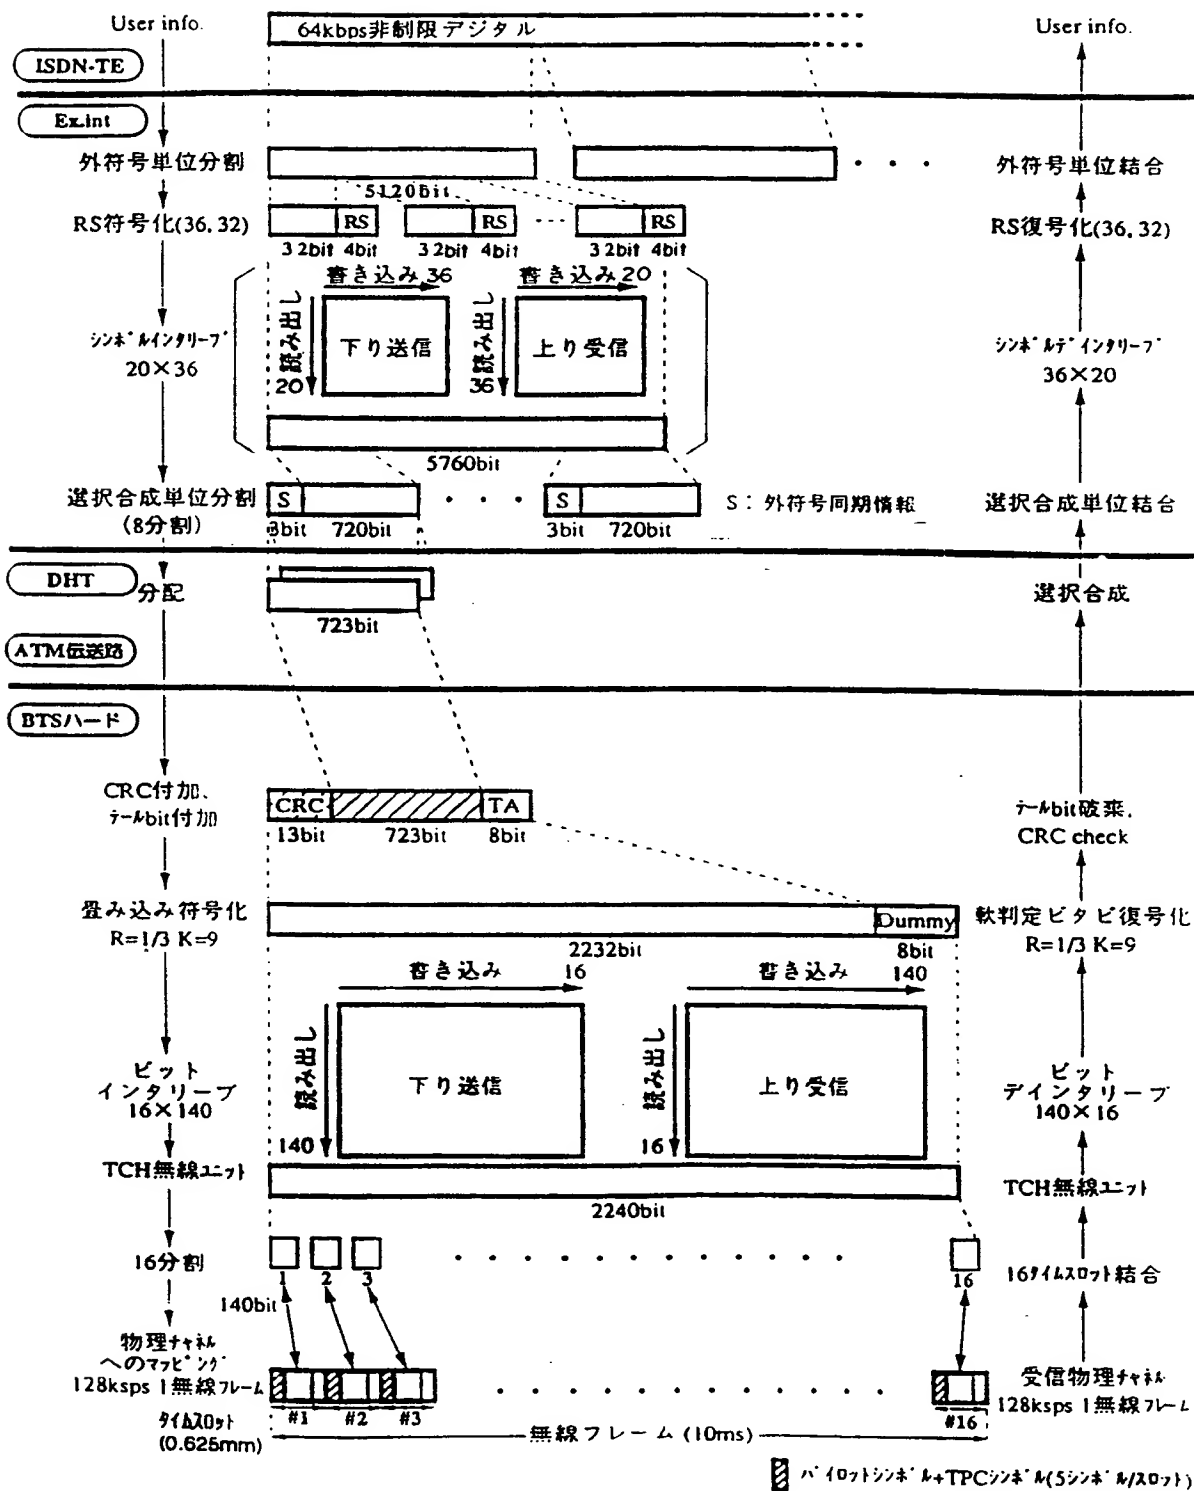 User info.
64kbps非制限デジタル
User info.
ISDN-TE
Ex.int
外符号単位分割
外符号単位結合
5120bit
RS符号化(36,32)
RS
RS
RS
RS復号化(36,32)
32bit
4bit
32bit
4bit
32bit
4bit
書き込み36
書き込み20
読み出し
下り送信
読み出し
上り受信
シンボルインタリーブ
20×36
20
36
シンボルデインタリーブ
36×20
5760bit
選択合成単位分割
(8分割)
S
S
S：外符号同期情報
選択合成単位結合
3bit
720bit
3bit
720bit
DHT
分配
選択合成
723bit
ATM伝送路
BTSハード
CRC付加、
テールbit付加
CRC
TA
13bit
723bit
8bit
テールbit破棄,
CRC check
畳み込み符号化
R=1/3 K=9
Dummy
軟判定ビタビ復号化
R=1/3 K=9
2232bit
8bit
書き込み
16
書き込み
140
読み出し
下り送信
読み出し
上り受信
ビット
インタリーブ
16×140
140
16
ビット
デインタリーブ
140×16
TCH無線ユニット
TCH無線ユニット
2240bit
16分割
1
2
3
16
16タイムスロット結合
140bit
物理チャネル
へのマッピング
128ksps 1無線フレーム
受信物理チャネル
128ksps 1無線フレーム
#1
#2
#3
#16
タイムスロット
(0.625mm)
無線フレーム(10ms)
パイロットシンボル+TPCシンボル(5シンボル/スロット)